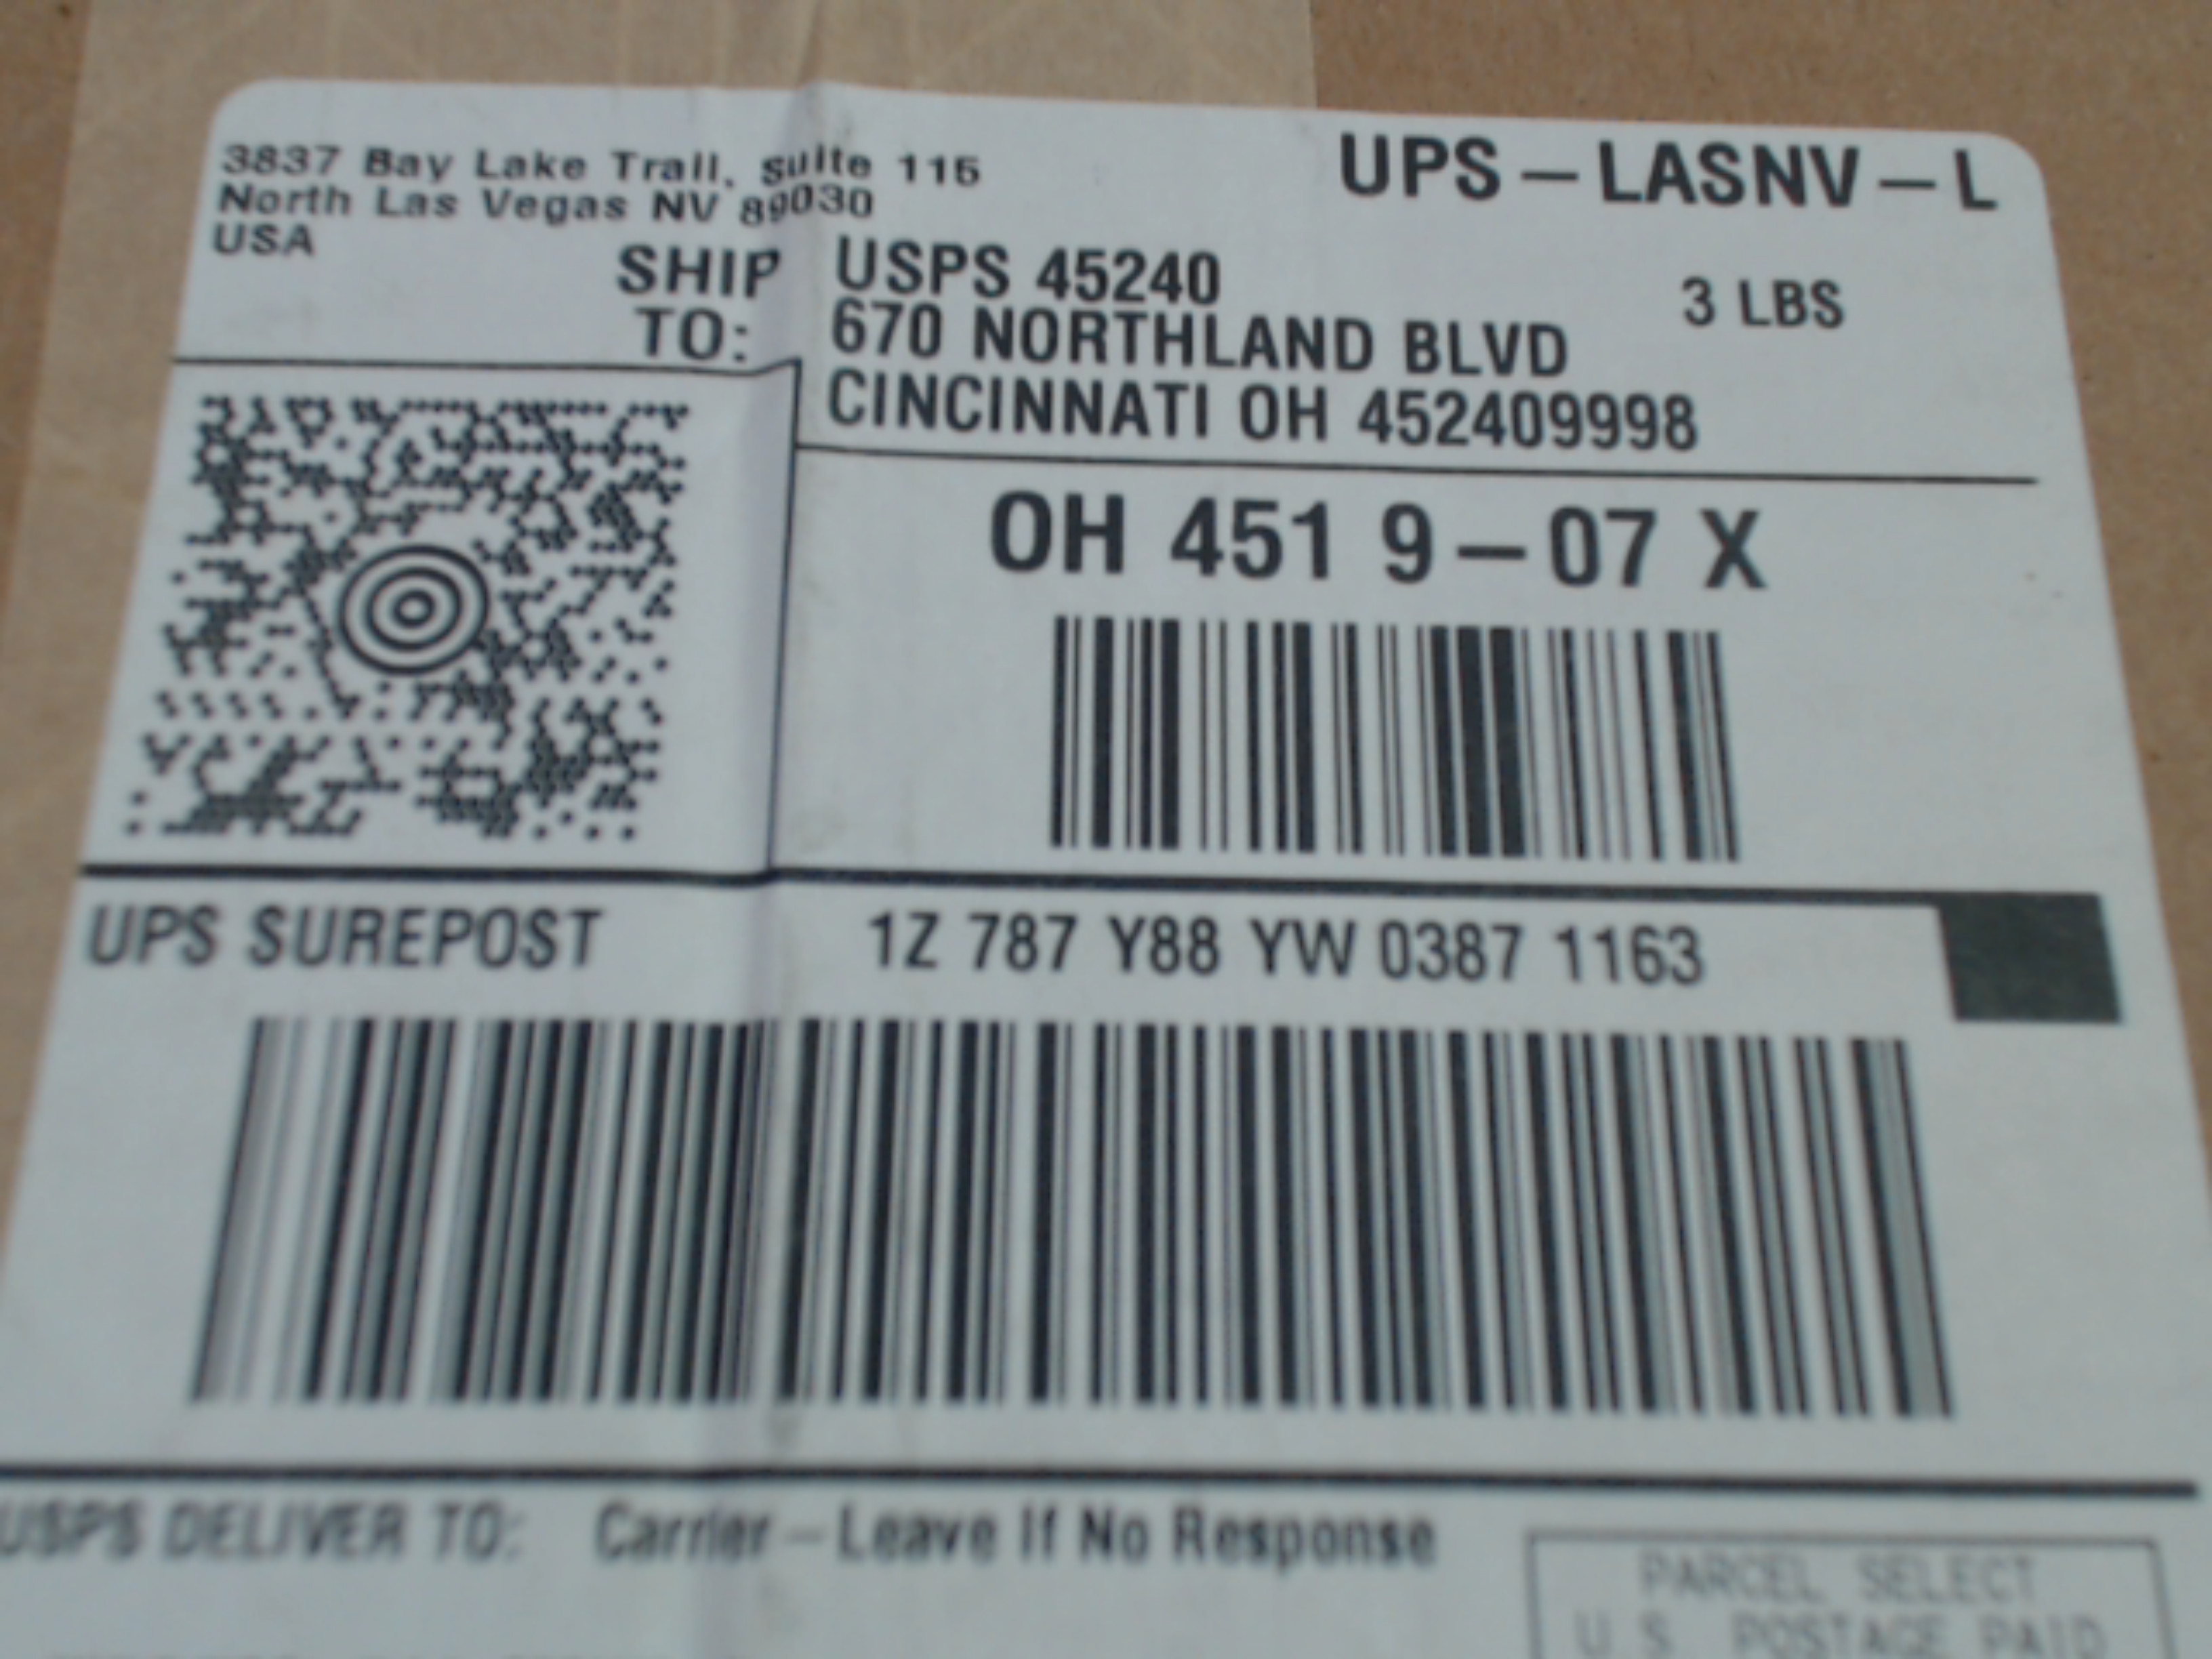 3837 Bay Lake Trail, suite 115
North Las Vegas NV 89030
USA
UPS - LASNV - L
SHIP TO:
USPS 45240
670 NORTHLAND BLVD
CINCINNATI OH 452409998
3 LBS
OH 451 9 - 07 X
UPS SUREPOST
1Z 787 Y88 YW 0387 1163
USPS DELIVER TO:
Carrier - Leave If No Response
PARCEL SELECT
U S POSTAGE PAID